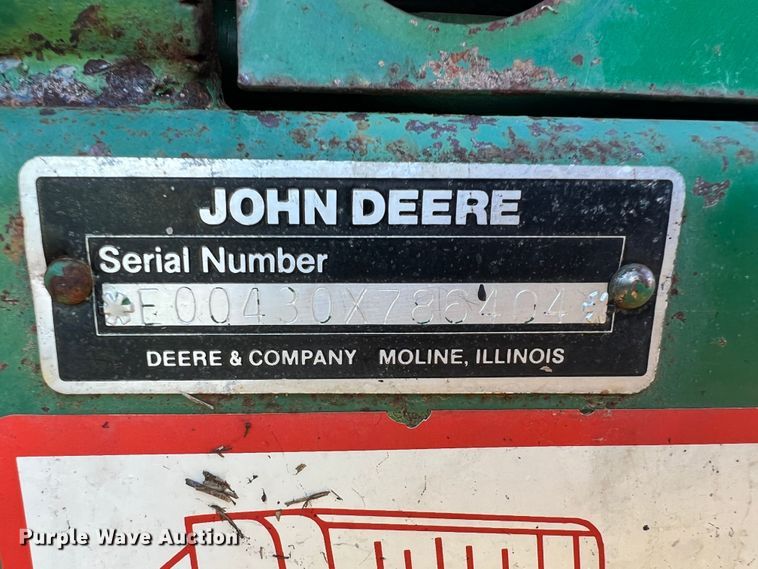 JOHN DEERE
Serial Number
*E00430X786404*
DEERE & COMPANY MOLINE, ILLINOIS
Purple Wave Auction